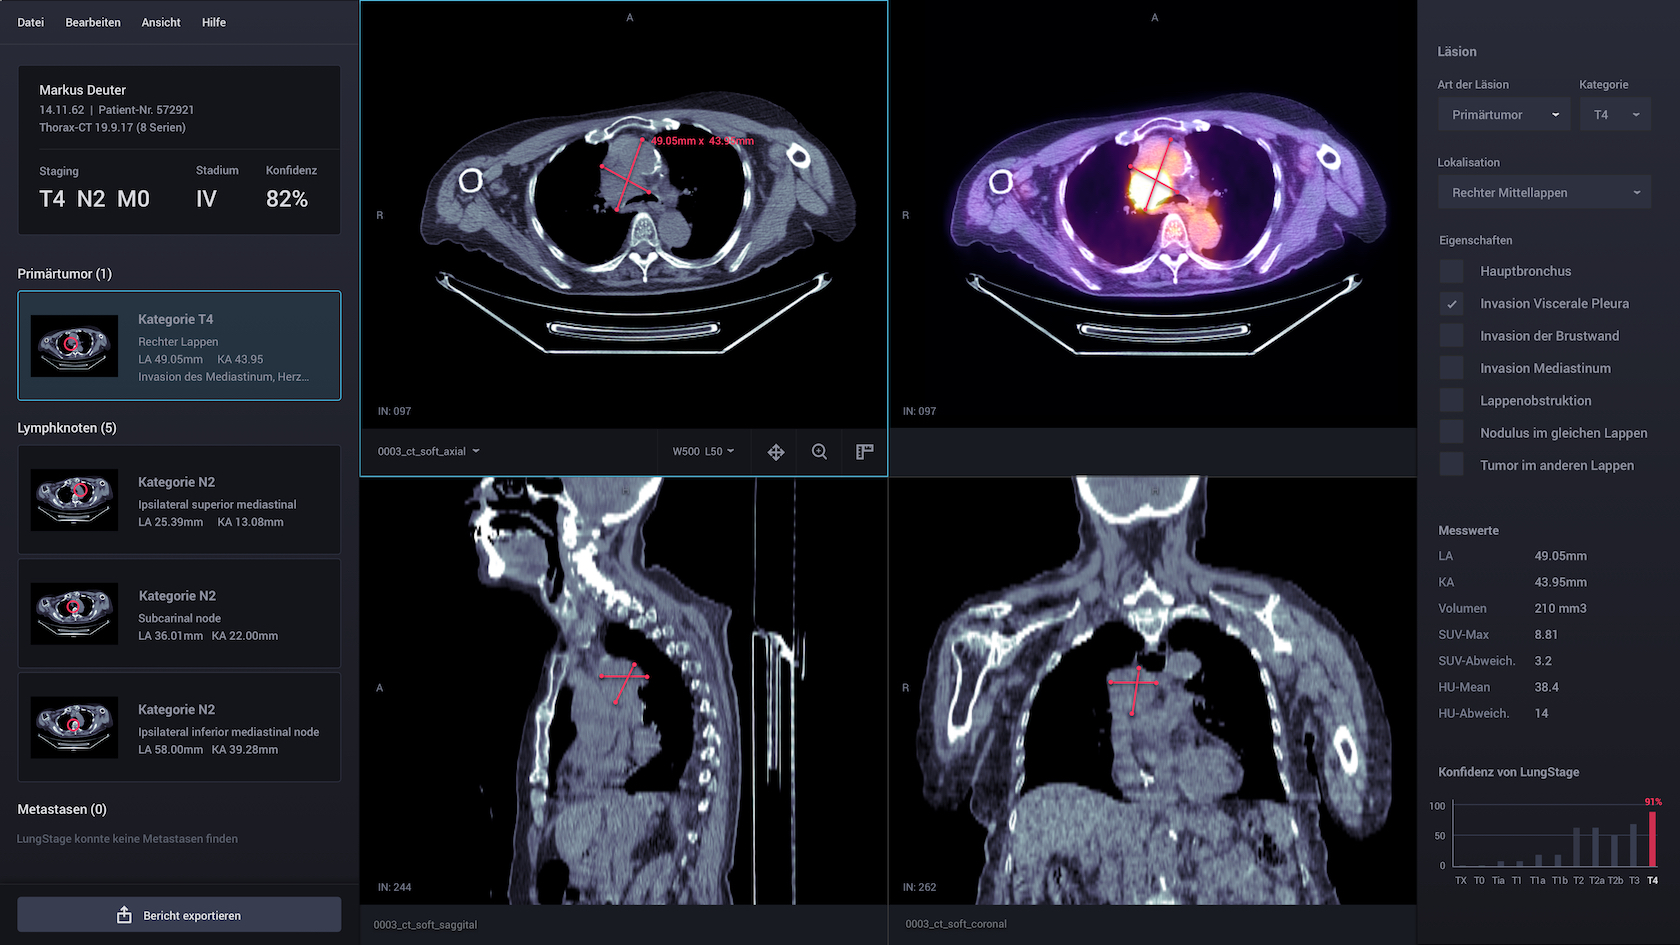 Datei Bearbeiten Ansicht Hilfe
Markus Deuter
14.11.62 | Patient-Nr. 572921
Thorax-CT 19.9.17 (8 Serien)
Staging Stadium Konfidenz
T4 N2 M0 IV 82%
Primärtumor (1)
Kategorie T4
Rechter Lappen
LA 49.05mm KA 43.95
Invasion des Mediastinum, Herz...
Lymphknoten (5)
Kategorie N2
Ipsilateral superior mediastinal
LA 25.39mm KA 13.08mm
Kategorie N2
Subcarinal node
LA 36.01mm KA 22.00mm
Kategorie N2
Ipsilateral inferior mediastinal node
LA 58.00mm KA 39.28mm
Metastasen (0)
LungStage konnte keine Metastasen finden
Bericht exportieren
A
49.05mm x 43.95mm
R
IN: 097
0003_ct_soft_axial W500 L50
A
R
IN: 097
H
A
IN: 244
0003_ct_soft_saggital
H
R
IN: 262
0003_ct_soft_coronal
Läsion
Art der Läsion Kategorie
Primärtumor T4
Lokalisation
Rechter Mittellappen
Eigenschaften
Hauptbronchus
Invasion Viscerale Pleura
Invasion der Brustwand
Invasion Mediastinum
Lappenobstruktion
Nodulus im gleichen Lappen
Tumor im anderen Lappen
Messwerte
LA 49.05mm
KA 43.95mm
Volumen 210 mm3
SUV-Max 8.81
SUV-Abweich. 3.2
HU-Mean 38.4
HU-Abweich. 14
Konfidenz von LungStage
91%
100
50
0
TX T0 Tia T1 T1a T1b T2 T2a T2b T3 T4